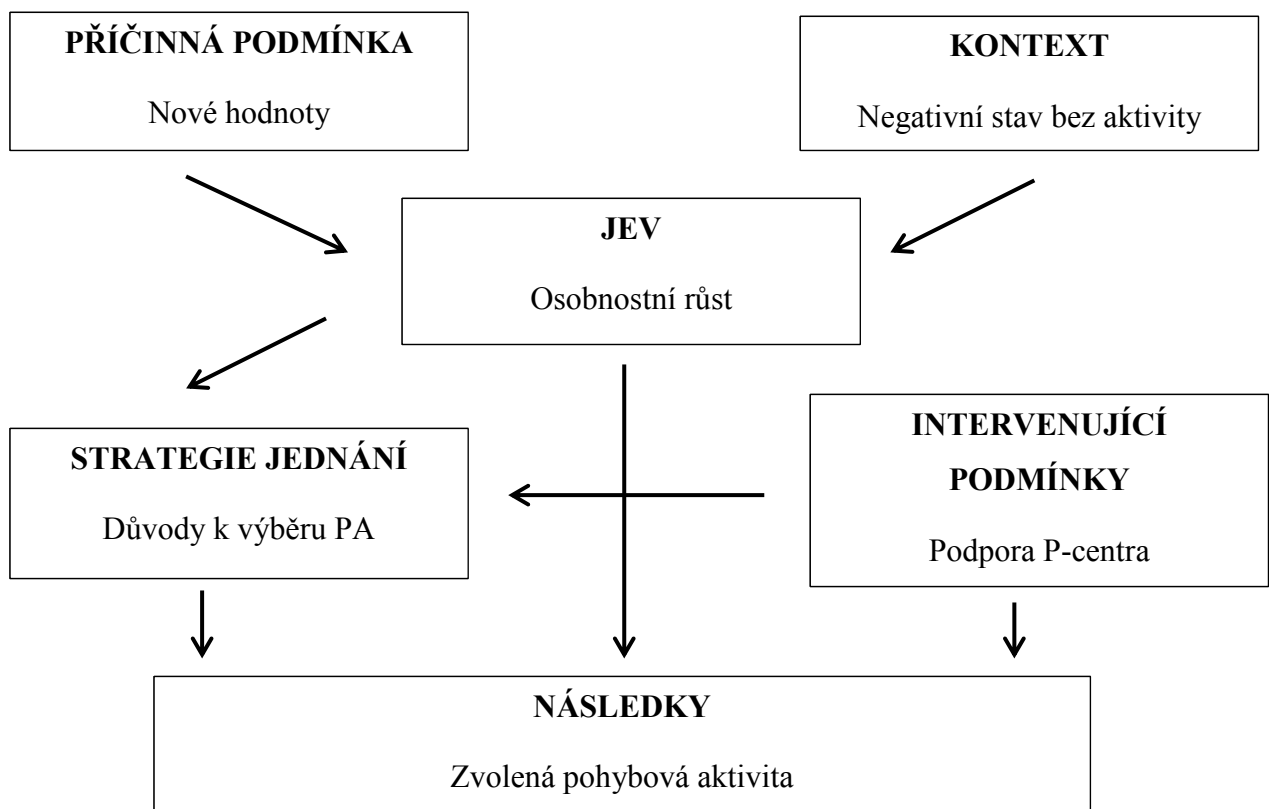 PŘÍČINNÁ PODMÍNKA
Nové hodnoty
KONTEXT
Negativní stav bez aktivity
JEV
Osobnostní růst
STRATEGIE JEDNÁNÍ
Důvody k výběru PA
INTERVENUJÍCÍ
PODMÍNKY
Podpora P-centra
NÁSLEDKY
Zvolená pohybová aktivita